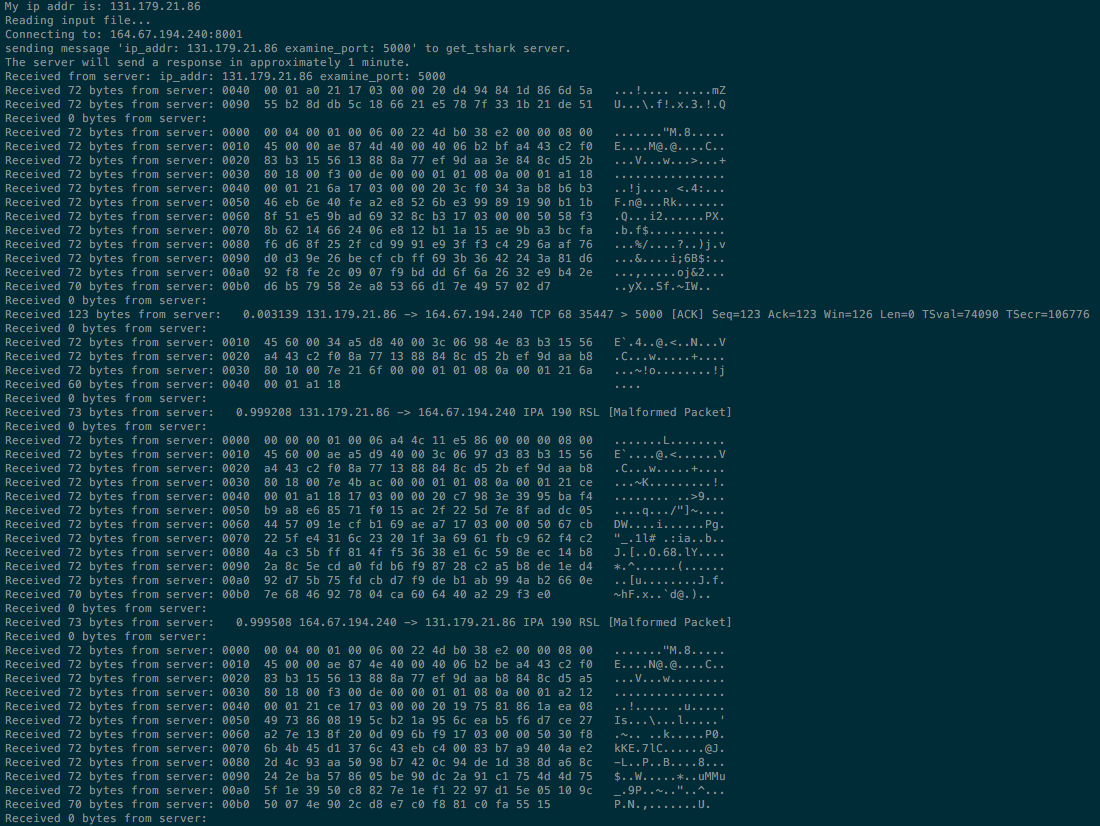 My ip addr is: 131.179.21.86
Reading input file...
Connecting to: 164.67.194.240:8001
sending message 'ip_addr: 131.179.21.86 examine_port: 5000' to get_tshark server.
The server will send a response in approximately 1 minute.
Received from server: ip_addr: 131.179.21.86 examine_port: 5000
Received 72 bytes from server: 0040  00 01 a0 21 17 03 00 00 20 d4 94 84 1d 86 6d 5a   ...!.... .....mZ
Received 72 bytes from server: 0090  55 b2 8d db 5c 18 66 21 e5 78 7f 33 1b 21 de 51   U...\.f!.x.3.!.Q
Received 0 bytes from server:
Received 72 bytes from server: 0000  00 04 00 01 00 06 00 22 4d b0 38 e2 00 00 08 00   ......."M.8.....
Received 72 bytes from server: 0010  45 00 00 ae 87 4d 40 00 40 06 b2 bf a4 43 c2 f0   E....M@.@....C..
Received 72 bytes from server: 0020  83 b3 15 56 13 88 8a 77 ef 9d aa 3e 84 8c d5 2b   ...V...w...>...+
Received 72 bytes from server: 0030  80 18 00 f3 00 de 00 00 01 01 08 0a 00 01 a1 18   ................
Received 72 bytes from server: 0040  00 01 21 6a 17 03 00 00 20 3c f0 34 3a b8 b6 b3   ..!j.... <.4:...
Received 72 bytes from server: 0050  46 eb 6e 40 fe a2 e8 52 6b e3 99 89 19 90 b1 1b   F.n@...Rk.......
Received 72 bytes from server: 0060  8f 51 e5 9b ad 69 32 8c b3 17 03 00 00 50 58 f3   .Q...i2......PX.
Received 72 bytes from server: 0070  8b 62 14 66 24 06 e8 12 b1 1a 15 ae 9b a3 bc fa   .b.f$...........
Received 72 bytes from server: 0080  f6 d6 8f 25 2f cd 99 91 e9 3f f3 c4 29 6a af 76   ...%/....?..)j.v
Received 72 bytes from server: 0090  d0 d3 9e 26 be cf cb ff 69 3b 36 42 24 3a 81 d6   ...&....i;6B$:..
Received 72 bytes from server: 00a0  92 f8 fe 2c 09 07 f9 bd dd 6f 6a 26 32 e9 b4 2e   ...,.....oj&2...
Received 70 bytes from server: 00b0  d6 b5 79 58 2e a8 53 66 d1 7e 49 57 02 d7   ..yX..Sf.~IW..
Received 0 bytes from server:
Received 123 bytes from server:   0.003139 131.179.21.86 -> 164.67.194.240 TCP 68 35447 > 5000 [ACK] Seq=123 Ack=123 Win=126 Len=0 TSval=74090 TSecr=106776
Received 0 bytes from server:
Received 72 bytes from server: 0010  45 60 00 34 a5 d8 40 00 3c 06 98 4e 83 b3 15 56   E`.4..@.<..N...V
Received 72 bytes from server: 0020  a4 43 c2 f0 8a 77 13 88 84 8c d5 2b ef 9d aa b8   .C...w.....+....
Received 72 bytes from server: 0030  80 10 00 7e 21 6f 00 00 01 01 08 0a 00 01 21 6a   ...~!o........!j
Received 60 bytes from server: 0040  00 01 a1 18   ....
Received 0 bytes from server:
Received 73 bytes from server:   0.999208 131.179.21.86 -> 164.67.194.240 IPA 190 RSL [Malformed Packet]
Received 0 bytes from server:
Received 72 bytes from server: 0000  00 00 00 01 00 06 a4 4c 11 e5 86 00 00 00 08 00   .......L........
Received 72 bytes from server: 0010  45 60 00 ae a5 d9 40 00 3c 06 97 d3 83 b3 15 56   E`....@.<......V
Received 72 bytes from server: 0020  a4 43 c2 f0 8a 77 13 88 84 8c d5 2b ef 9d aa b8   .C...w.....+....
Received 72 bytes from server: 0030  80 18 00 7e 4b ac 00 00 01 01 08 0a 00 01 21 ce   ...~K.........!.
Received 72 bytes from server: 0040  00 01 a1 18 17 03 00 00 20 c7 98 3e 39 95 ba f4   ........ ..>9...
Received 72 bytes from server: 0050  b9 a8 e6 85 71 f0 15 ac 2f 22 5d 7e 8f ad dc 05   ....q.../"]~....
Received 72 bytes from server: 0060  44 57 09 1e cf b1 69 ae a7 17 03 00 00 50 67 cb   DW....i......Pg.
Received 72 bytes from server: 0070  22 5f e4 31 6c 23 20 1f 3a 69 61 fb c9 62 f4 c2   "_.1l# .:ia..b..
Received 72 bytes from server: 0080  4a c3 5b ff 81 4f f5 36 38 e1 6c 59 8e ec 14 b8   J.[..O.68.lY....
Received 72 bytes from server: 0090  2a 8c 5e cd a0 fd b6 f9 87 28 c2 a5 b8 de 1e d4   *.^......(......
Received 72 bytes from server: 00a0  92 d7 5b 75 fd cb d7 f9 de b1 ab 99 4a b2 66 0e   ..[u........J.f.
Received 70 bytes from server: 00b0  7e 68 46 92 78 04 ca 60 64 40 a2 29 f3 e0   ~hF.x..`d@.)..
Received 0 bytes from server:
Received 73 bytes from server:   0.999508 164.67.194.240 -> 131.179.21.86 IPA 190 RSL [Malformed Packet]
Received 0 bytes from server:
Received 72 bytes from server: 0000  00 04 00 01 00 06 00 22 4d b0 38 e2 00 00 08 00   ......."M.8.....
Received 72 bytes from server: 0010  45 00 00 ae 87 4e 40 00 40 06 b2 be a4 43 c2 f0   E....N@.@....C..
Received 72 bytes from server: 0020  83 b3 15 56 13 88 8a 77 ef 9d aa b8 84 8c d5 a5   ...V...w........
Received 72 bytes from server: 0030  80 18 00 f3 00 de 00 00 01 01 08 0a 00 01 a2 12   ................
Received 72 bytes from server: 0040  00 01 21 ce 17 03 00 00 20 19 75 81 86 1a ea 08   ..!..... .u.....
Received 72 bytes from server: 0050  49 73 86 08 19 5c b2 1a 95 6c ea b5 f6 d7 ce 27   Is...\...l.....'
Received 72 bytes from server: 0060  a2 7e 13 8f 20 0d 09 6b f9 17 03 00 00 50 30 f8   .~.. ..k.....P0.
Received 72 bytes from server: 0070  6b 4b 45 d1 37 6c 43 eb c4 00 83 b7 a9 40 4a e2   kKE.7lC......@J.
Received 72 bytes from server: 0080  2d 4c 93 aa 50 98 b7 42 0c 94 de 1d 38 8d a6 8c   -L..P..B....8...
Received 72 bytes from server: 0090  24 2e ba 57 86 05 be 90 dc 2a 91 c1 75 4d 4d 75   $..W.....*..uMMu
Received 72 bytes from server: 00a0  5f 1e 39 50 c8 82 7e 1e f1 22 97 d1 5e 05 10 9c   _.9P..~.."..^...
Received 70 bytes from server: 00b0  50 07 4e 90 2c d8 e7 c0 f8 81 c0 fa 55 15   P.N.,.......U.
Received 0 bytes from server: